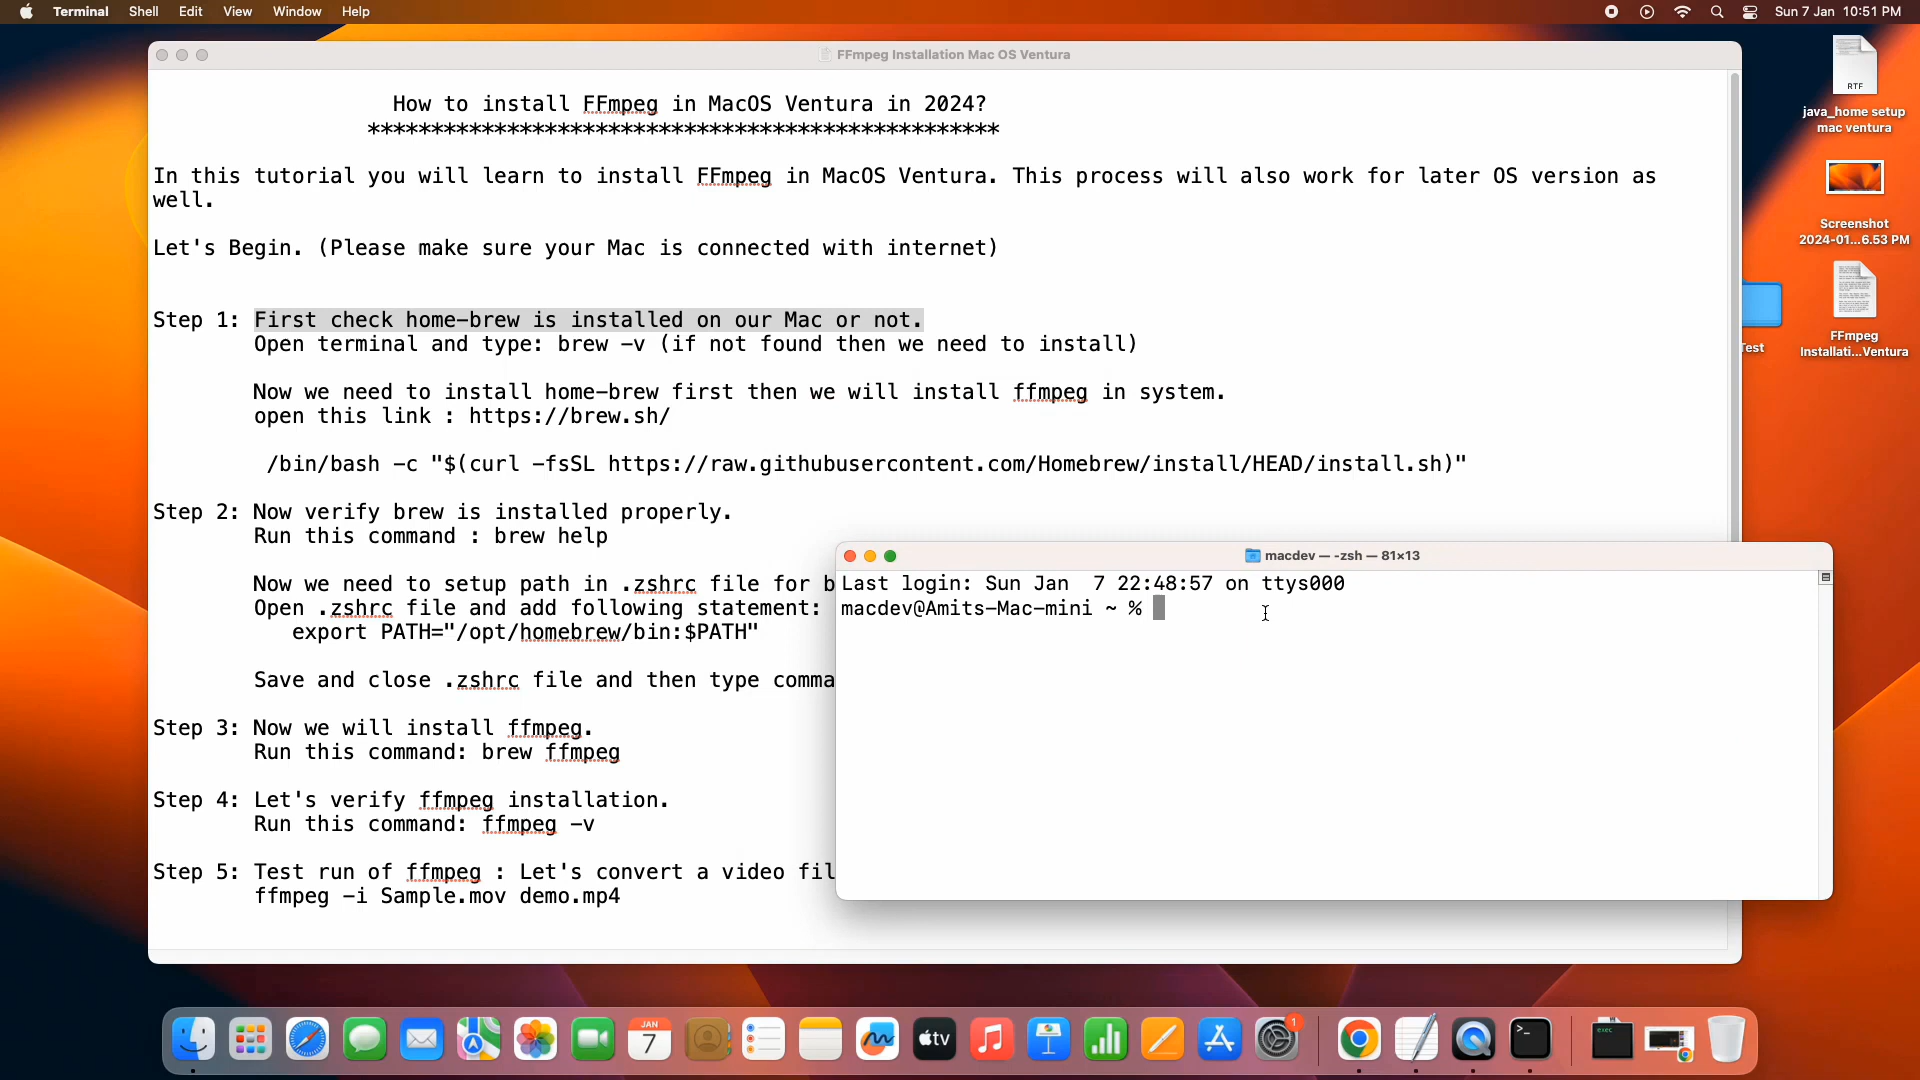 Terminal Shell Edit View Window Help Sun 7 Jan 10:51 PM
FFmpeg Installation Mac OS Ventura
How to install FFmpeg in MacOS Ventura in 2024?
**************************************************
In this tutorial you will learn to install FFmpeg in MacOS Ventura. This process will also work for later OS version as
well.
Let's Begin. (Please make sure your Mac is connected with internet)
Step 1: First check home-brew is installed on our Mac or not.
Open terminal and type: brew -v (if not found then we need to install)
Now we need to install home-brew first then we will install ffmpeg in system.
open this link : https://brew.sh/
/bin/bash -c "$(curl -fsSL https://raw.githubusercontent.com/Homebrew/install/HEAD/install.sh)"
Step 2: Now verify brew is installed properly.
Run this command : brew help
Now we need to setup path in .zshrc file for b
Open .zshrc file and add following statement:
export PATH="/opt/homebrew/bin:$PATH"
Save and close .zshrc file and then type comma
Step 3: Now we will install ffmpeg.
Run this command: brew ffmpeg
Step 4: Let's verify ffmpeg installation.
Run this command: ffmpeg -v
Step 5: Test run of ffmpeg : Let's convert a video fil
ffmpeg -i Sample.mov demo.mp4
macdev — -zsh — 81×13
Last login: Sun Jan  7 22:48:57 on ttys000
macdev@Amits-Mac-mini ~ %
RTF
java_home setup
mac ventura
Screenshot
2024-01...6.53 PM
FFmpeg
Installati...Ventura
Test
JAN
7
tv
1
>_
exec